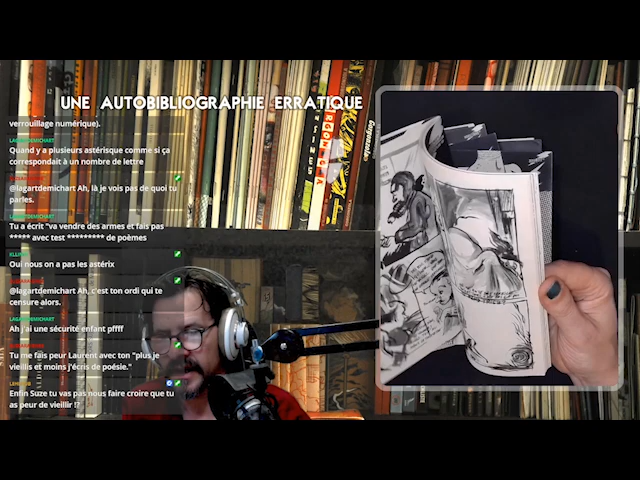 UNE AUTOBIBLIOGRAPHIE ERRATIQUE
verrouillage numérique).
LAGARTDEMICHART
Quand y a plusieurs astérisque comme si ça
correspondait à un nombre de lettre
@lagartdemichart Ah, là je vois pas de quoi tu
parles.
LAGARTDEMICHART
Tu a écrit "va vendre des armes et fais pas
***** avec test ********* de poèmes
Oui nous on a pas les astérix
@lagartdemichart Ah, c'est ton ordi qui te
censure alors.
LAGARTDEMICHART
Ah j'ai une sécurité enfant pffff
Tu me fais peur Laurent avec ton "plus je
vieillis et moins j'écris de poésie."
Enfin Suze tu vas pas nous faire croire que tu
as peur de vieillir !?